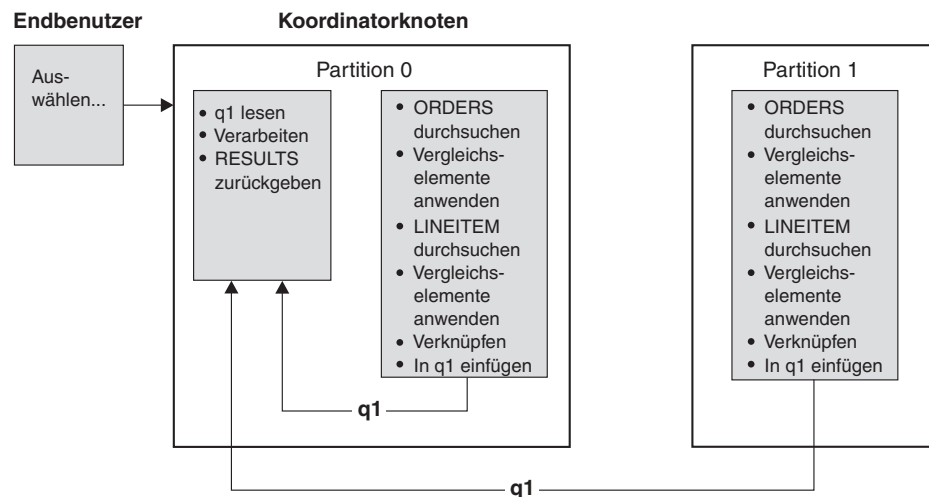 Endbenutzer
Koordinatorknoten
Aus-
wählen...
Partition 0
• q1 lesen
• Verarbeiten
• RESULTS
zurückgeben
• ORDERS
durchsuchen
• Vergleichs-
elemente
anwenden
• LINEITEM
durchsuchen
• Vergleichs-
elemente
anwenden
• Verknüpfen
• In q1 einfügen
q1
Partition 1
• ORDERS
durchsuchen
• Vergleichs-
elemente
anwenden
• LINEITEM
durchsuchen
• Vergleichs-
elemente
anwenden
• Verknüpfen
• In q1 einfügen
q1